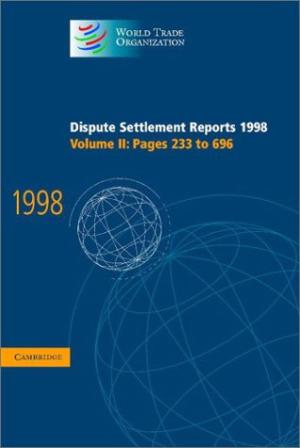 WORLD TRADE
ORGANIZATION
Dispute Settlement Reports 1998
Volume II: Pages 233 to 696
1998
CAMBRIDGE